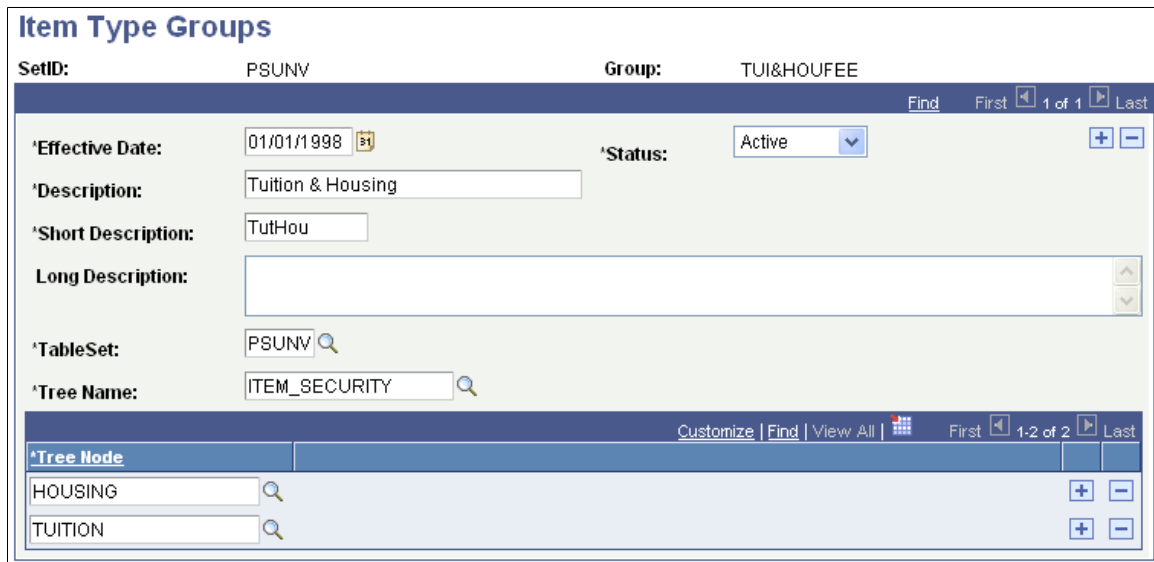 Item Type Groups
SetID: PSUNV Group: TUI&HOUFEE
Find First 1 of 1 Last
*Effective Date: 01/01/1998 31 *Status: Active
*Description: Tuition & Housing
*Short Description: TutHou
Long Description:
*TableSet: PSUNV
*Tree Name: ITEM_SECURITY
Customize | Find | View All | First 1-2 of 2 Last
*Tree Node
HOUSING
TUITION